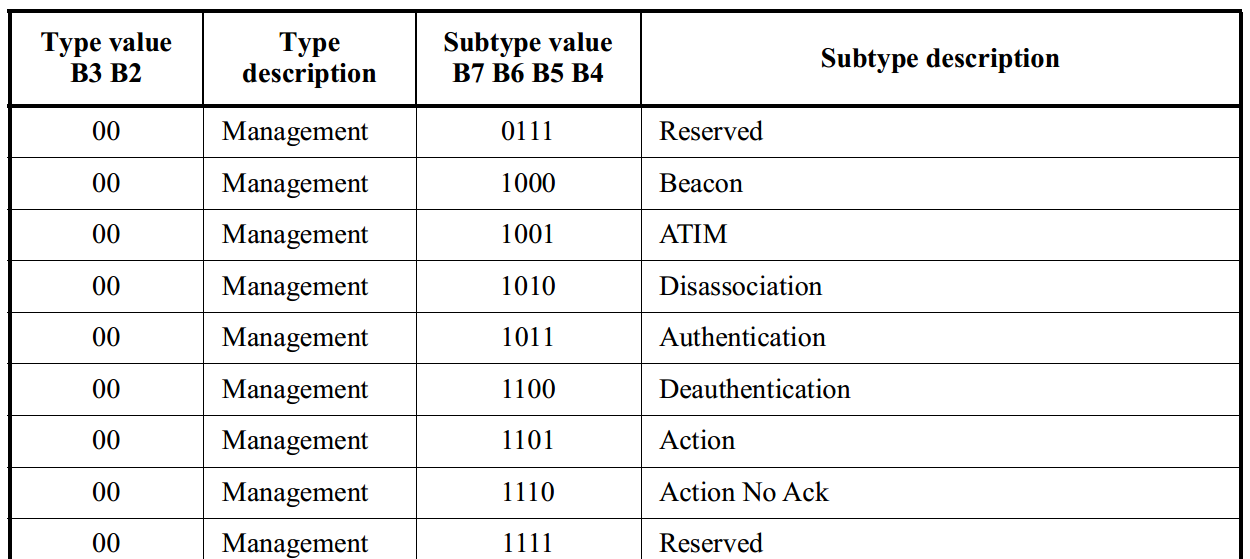 Type value B3 B2 Type description Subtype value B7 B6 B5 B4 Subtype description
00 Management 0111 Reserved
00 Management 1000 Beacon
00 Management 1001 ATIM
00 Management 1010 Disassociation
00 Management 1011 Authentication
00 Management 1100 Deauthentication
00 Management 1101 Action
00 Management 1110 Action No Ack
00 Management 1111 Reserved